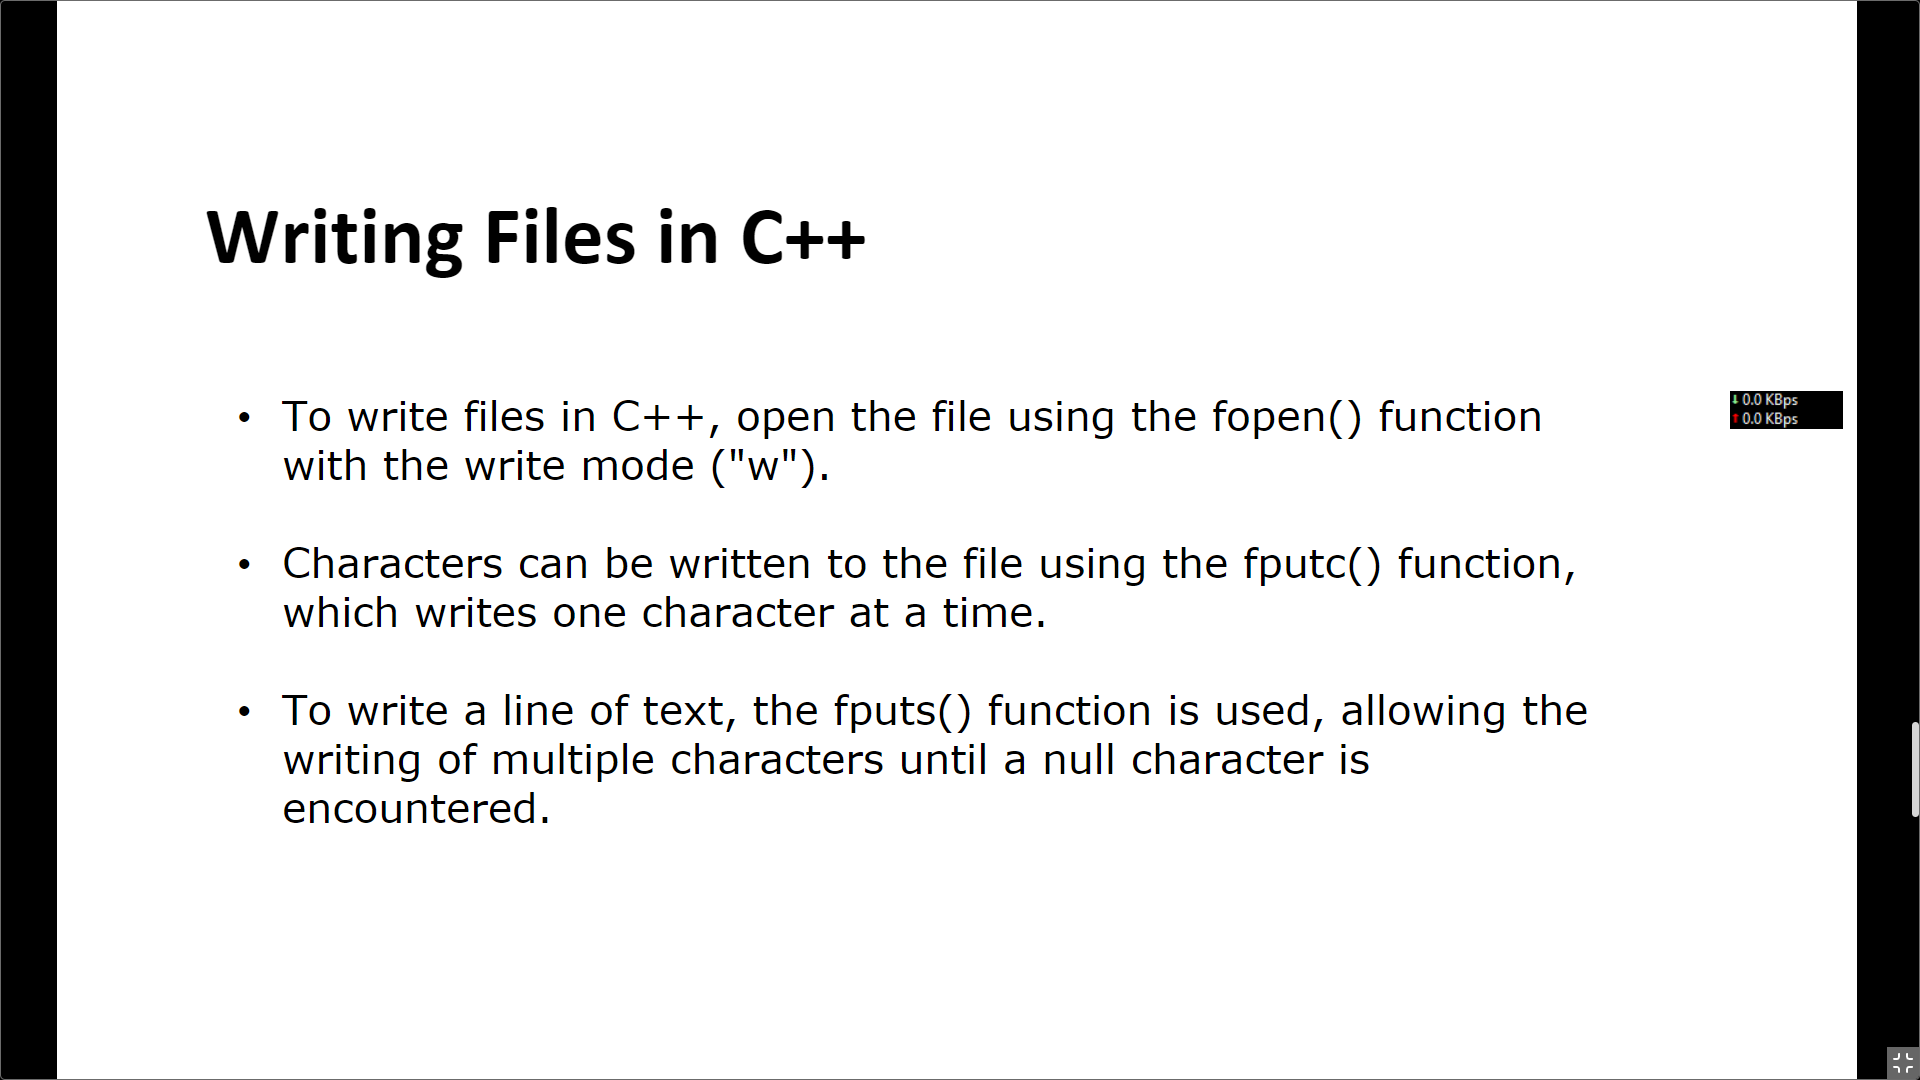 Writing Files in C++
• To write files in C++, open the file using the fopen() function
with the write mode ("w").
• Characters can be written to the file using the fputc() function,
which writes one character at a time.
• To write a line of text, the fputs() function is used, allowing the
writing of multiple characters until a null character is
encountered.
↓ 0.0 KBps
↑ 0.0 KBps